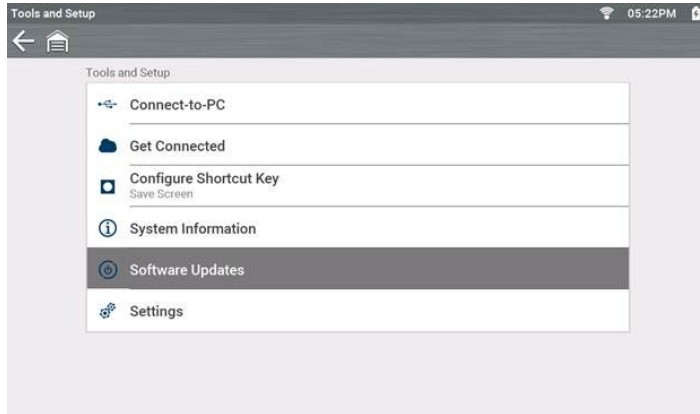 Tools and Setup
05:22PM
Tools and Setup
Connect-to-PC
Get Connected
Configure Shortcut Key
Save Screen
System Information
Software Updates
Settings